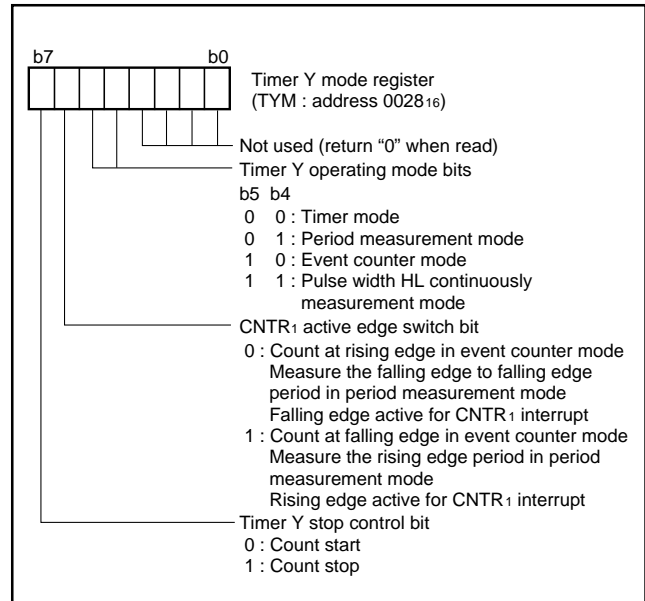 b7 b0
Timer Y mode register
(TYM : address 002816)
Not used (return “0” when read)
Timer Y operating mode bits
b5 b4
0 0 : Timer mode
0 1 : Period measurement mode
1 0 : Event counter mode
1 1 : Pulse width HL continuously
measurement mode
CNTR1 active edge switch bit
0 : Count at rising edge in event counter mode
Measure the falling edge to falling edge
period in period measurement mode
Falling edge active for CNTR1 interrupt
1 : Count at falling edge in event counter mode
Measure the rising edge period in period
measurement mode
Rising edge active for CNTR1 interrupt
Timer Y stop control bit
0 : Count start
1 : Count stop